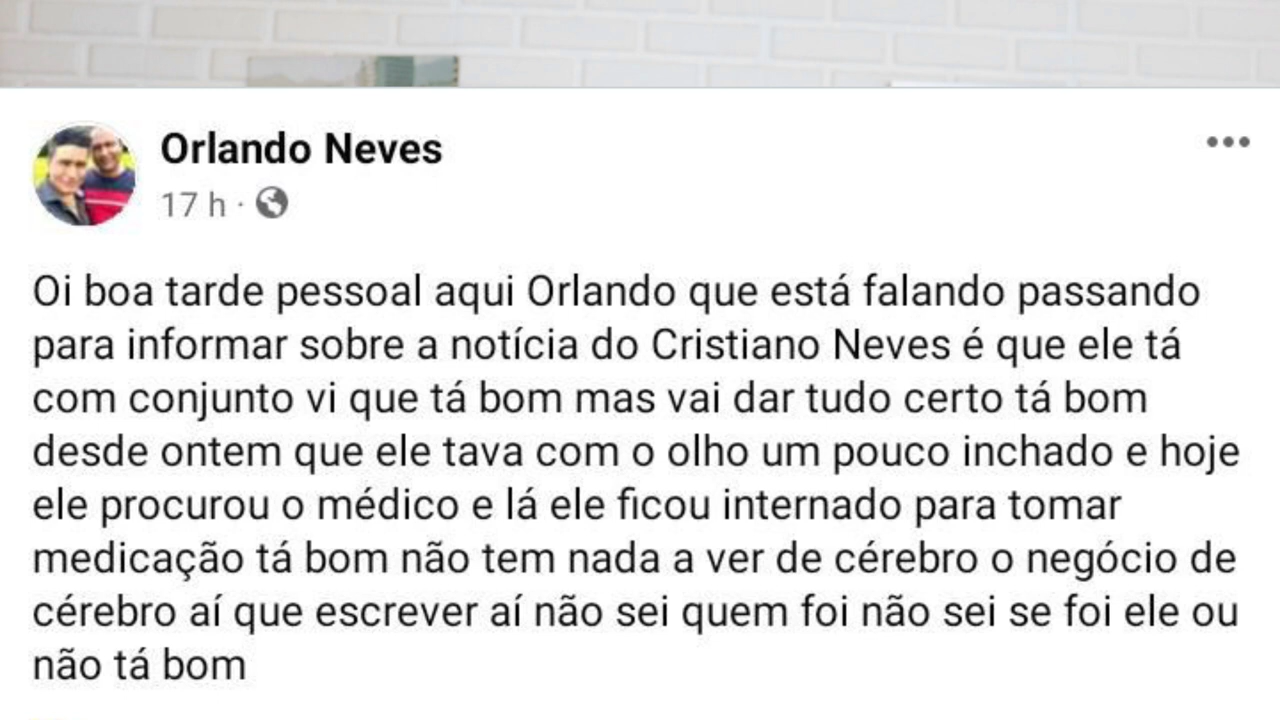 Orlando Neves
17 h ·
Oi boa tarde pessoal aqui Orlando que está falando passando
para informar sobre a notícia do Cristiano Neves é que ele tá
com conjunto vi que tá bom mas vai dar tudo certo tá bom
desde ontem que ele tava com o olho um pouco inchado e hoje
ele procurou o médico e lá ele ficou internado para tomar
medicação tá bom não tem nada a ver de cérebro o negócio de
cérebro aí que escrever aí não sei quem foi não sei se foi ele ou
não tá bom